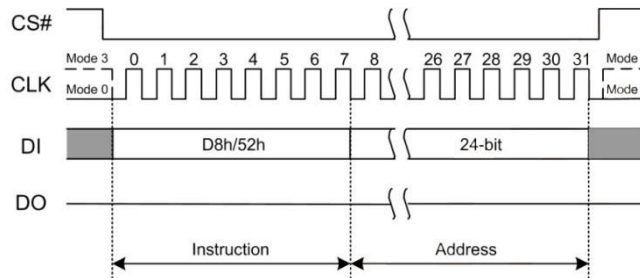 CS#
Mode 3
0 1 2 3 4 5 6 7 8 26 27 28 29 30 31
CLK
Mode 0
Mode
Mode
DI
D8h/52h
24-bit
DO
Instruction
Address